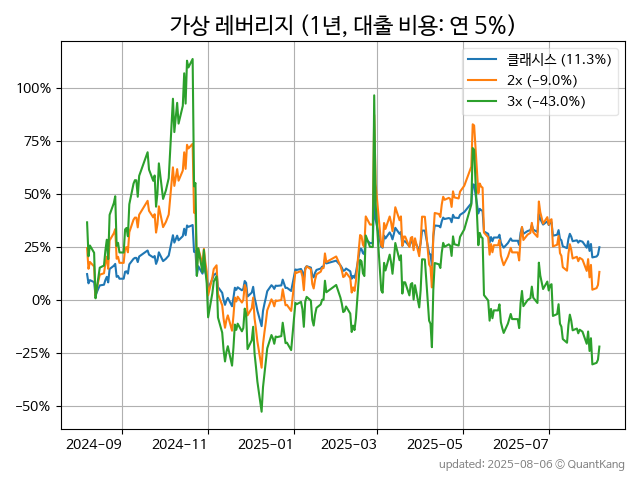 가상 레버리지 (1년, 대출 비용: 연 5%)
클래시스 (11.3%)
2x (−9.0%)
3x (−43.0%)
100%
75%
50%
25%
0%
−25%
−50%
2024-09
2024-11
2025-01
2025-03
2025-05
2025-07
updated: 2025-08-06 © QuantKang